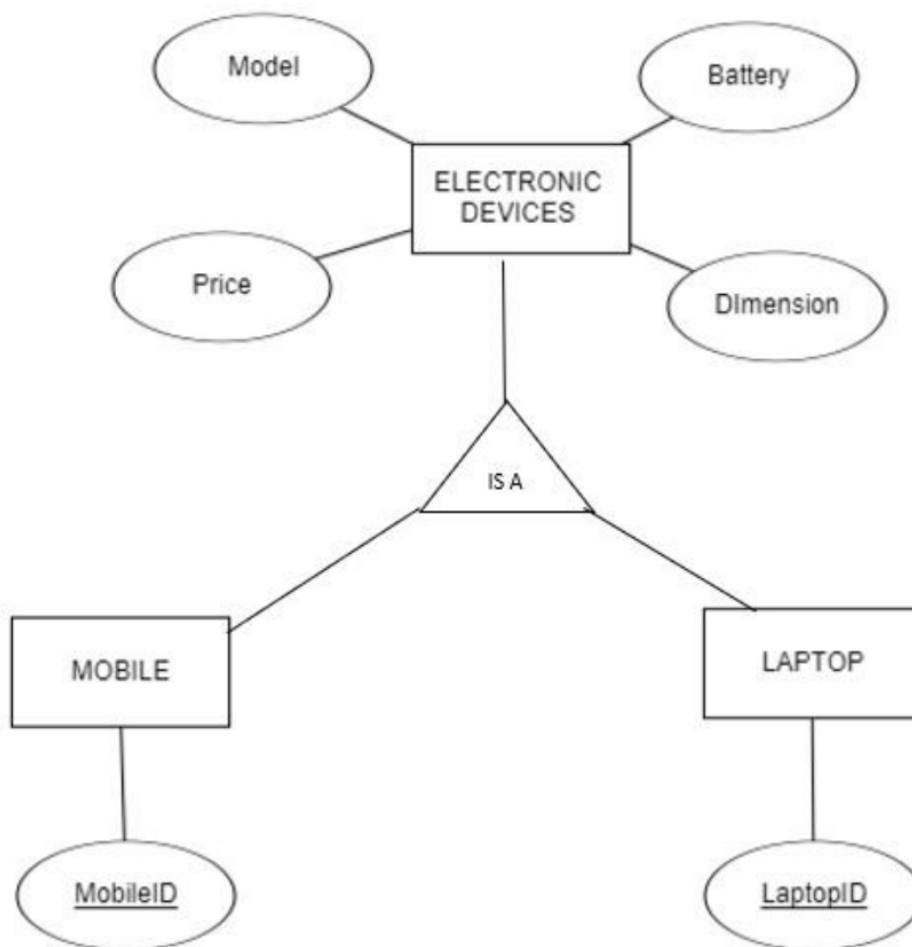 Model
Battery
ELECTRONIC
DEVICES
Price
DImension
IS A
MOBILE
LAPTOP
MobileID
LaptopID